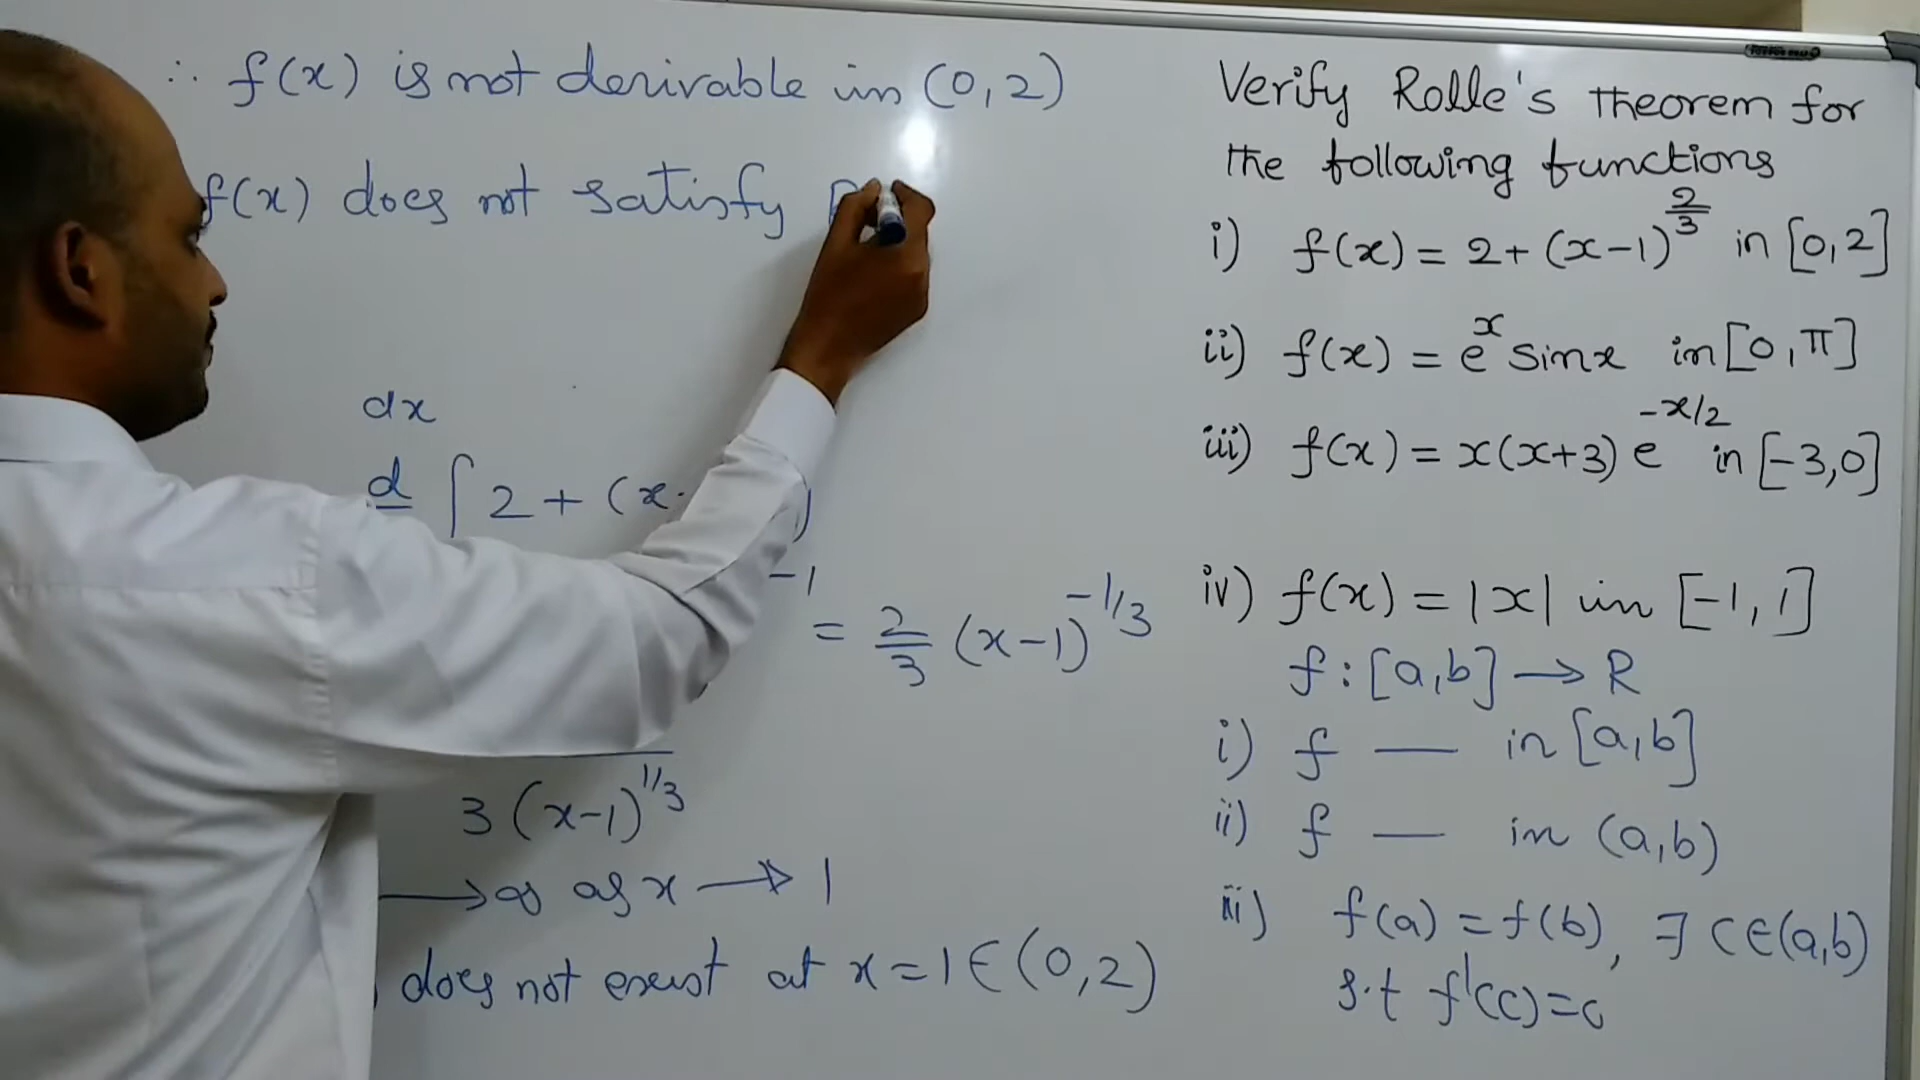 ∴ f(x) is not derivable in (0,2)
f(x) does not satisfy
dx
d [ 2 + (x-
-1
= 2/3 (x-1)^-1/3
3 (x-1)^1/3
→ ∞ as x → 1
does not exist at x = 1 ∈ (0,2)
Verify Rolle's theorem for
the following functions
i) f(x) = 2 + (x-1)^2/3 in [0,2]
ii) f(x) = e^x Sinx in [0,π]
iii) f(x) = x(x+3) e^-x/2 in [-3,0]
iv) f(x) = |x| in [-1,1]
f : [a,b] → R
i) f — in [a,b]
ii) f — in (a,b)
iii) f(a) = f(b), ∃ c∈(a,b)
s.t f'(c)=0